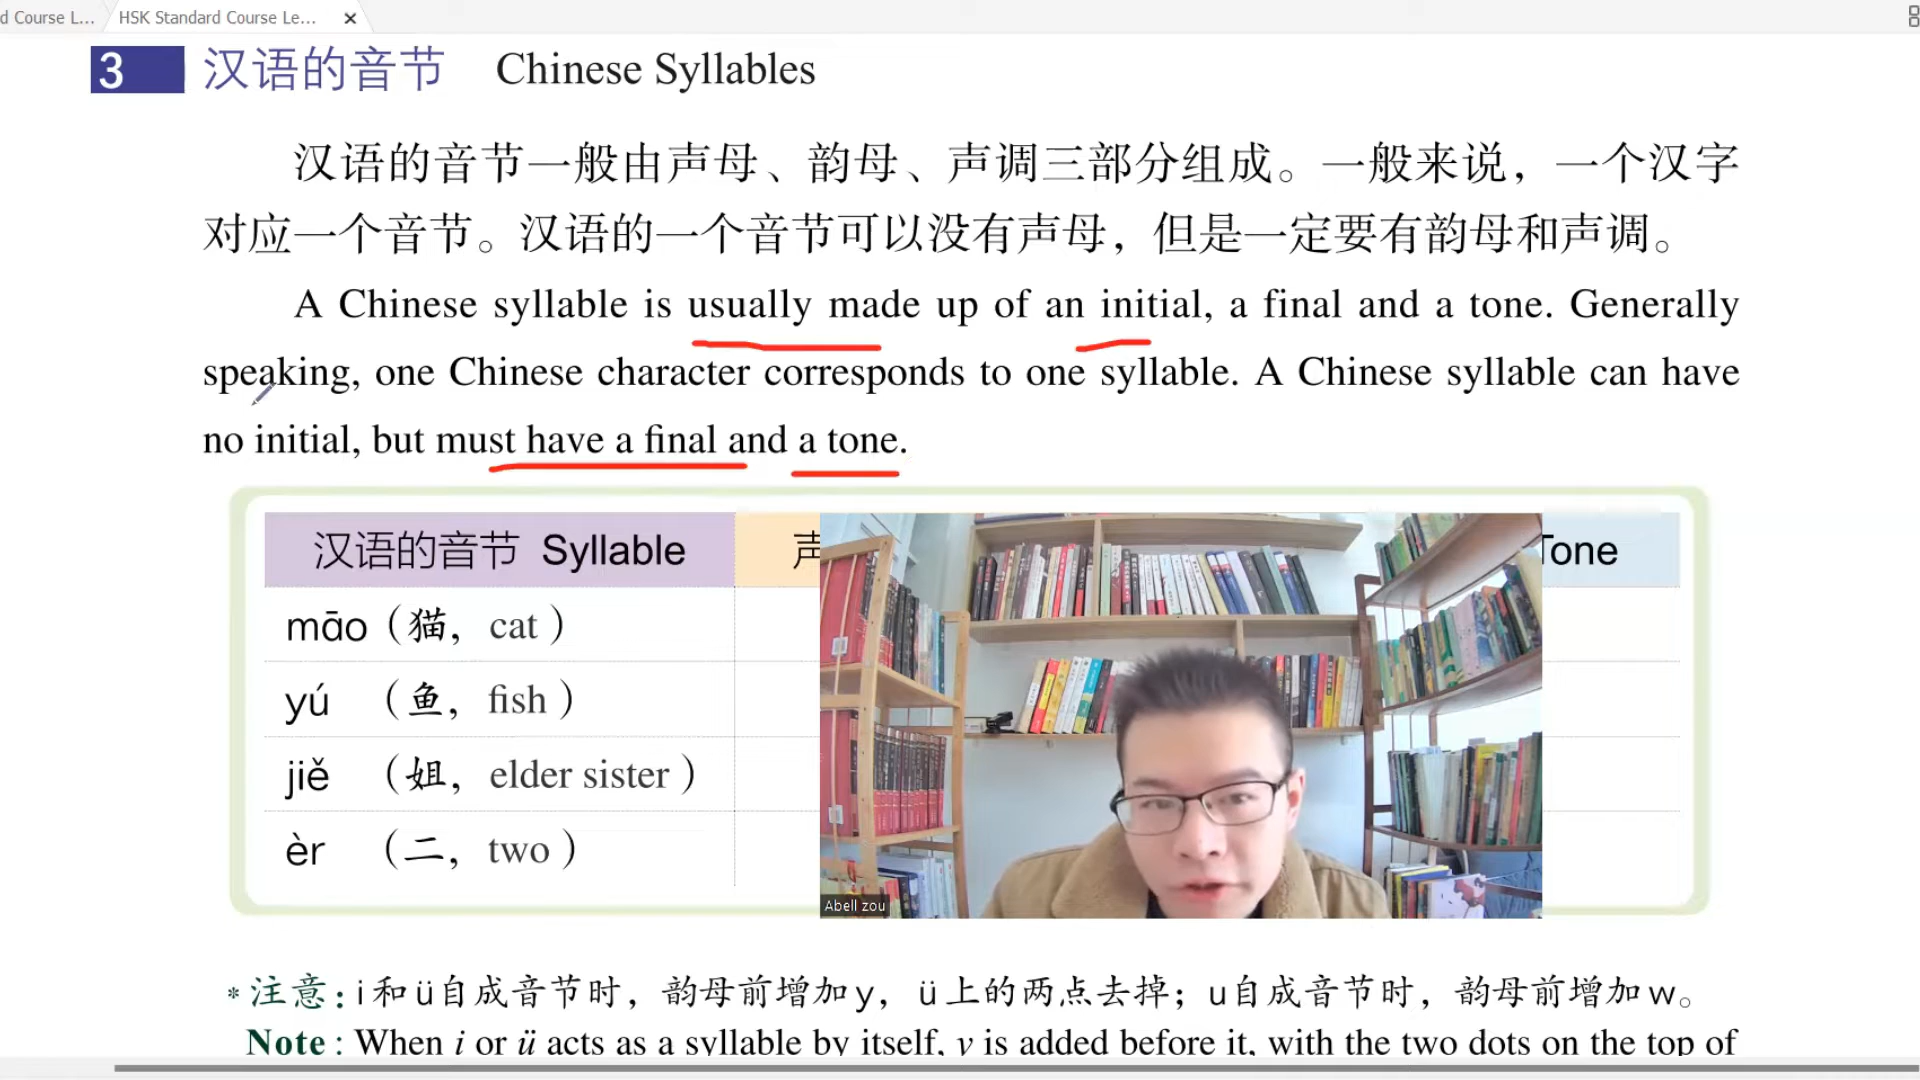 d Course L...
HSK Standard Course Le...
3 汉语的音节 Chinese Syllables
汉语的音节一般由声母、韵母、声调三部分组成。一般来说，一个汉字
对应一个音节。汉语的一个音节可以没有声母，但是一定要有韵母和声调。
A Chinese syllable is usually made up of an initial, a final and a tone. Generally
speaking, one Chinese character corresponds to one syllable. A Chinese syllable can have
no initial, but must have a final and a tone.
汉语的音节 Syllable 声 Tone
māo（猫，cat）
yú（鱼，fish）
jiě（姐，elder sister）
èr（二，two）
Abell zou
*注意：i和ü自成音节时，韵母前增加y，ü上的两点去掉；u自成音节时，韵母前增加w。
Note : When i or ü acts as a syllable by itself, y is added before it, with the two dots on the top of